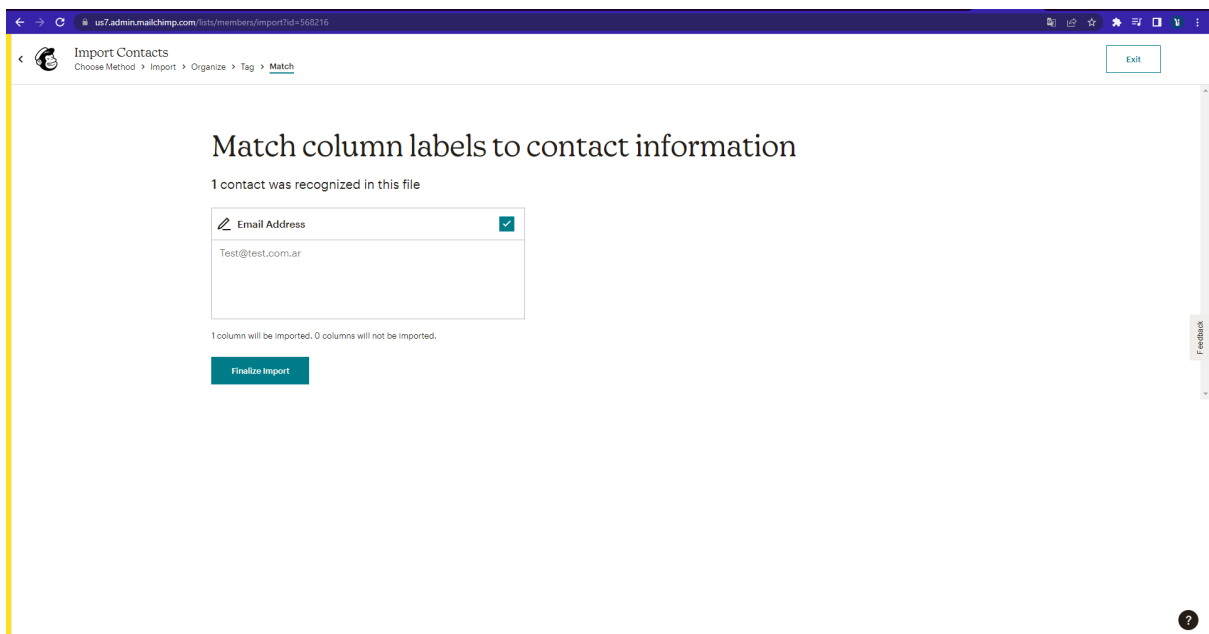 us7.admin.mailchimp.com/lists/members/import?id=568216
Import Contacts
Choose Method > Import > Organize > Tag > Match
Exit
Match column labels to contact information
1 contact was recognized in this file
Email Address
Test@test.com.ar
1 column will be imported. 0 columns will not be imported.
Feedback
Finalize Import
?